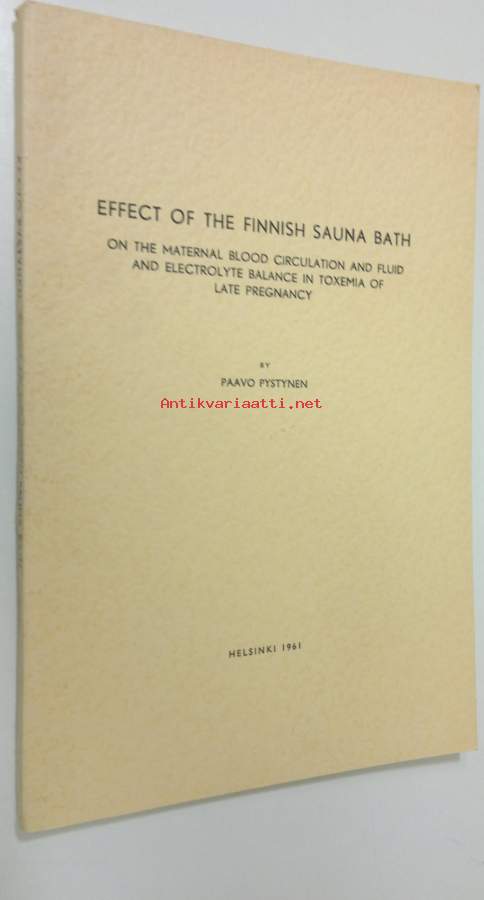 EFFECT OF THE FINNISH SAUNA BATH
ON THE MATERNAL BLOOD CIRCULATION AND FLUID
AND ELECTROLYTE BALANCE IN TOXEMIA OF
LATE PREGNANCY
BY
PAAVO PYSTYNEN
Antikvariaatti.net
HELSINKI 1961